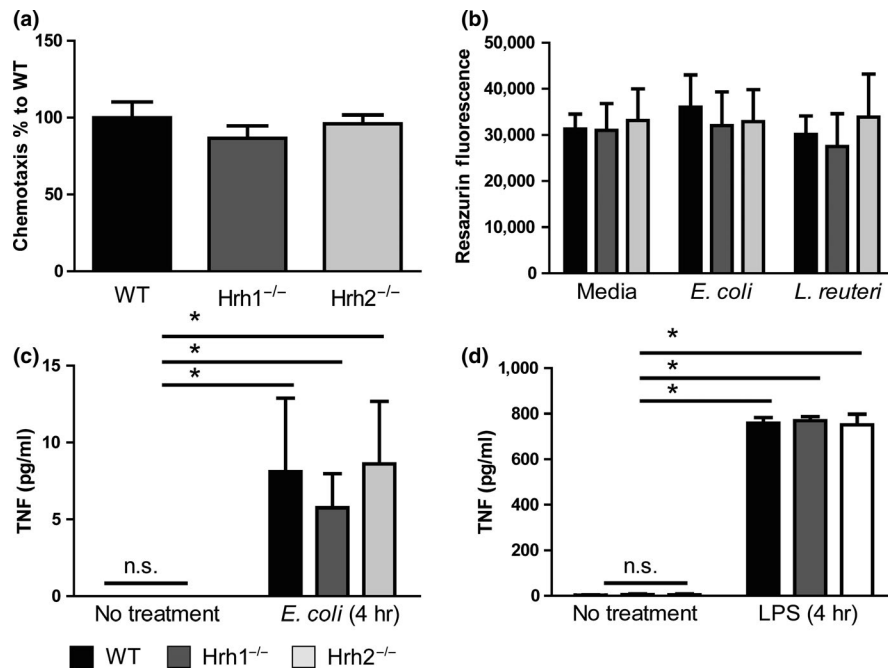 (a)
Chemotaxis % to WT
150
100
50
0
WT
Hrh1−/−
Hrh2−/−
(b)
Resazurin fluorescence
50,000
40,000
30,000
20,000
10,000
0
Media
E. coli
L. reuteri
(c)
TNF (pg/ml)
15
10
5
0
*
*
*
n.s.
No treatment
E. coli (4 hr)
(d)
TNF (pg/ml)
1,000
800
600
400
200
0
*
*
*
n.s.
No treatment
LPS (4 hr)
WT
Hrh1−/−
Hrh2−/−